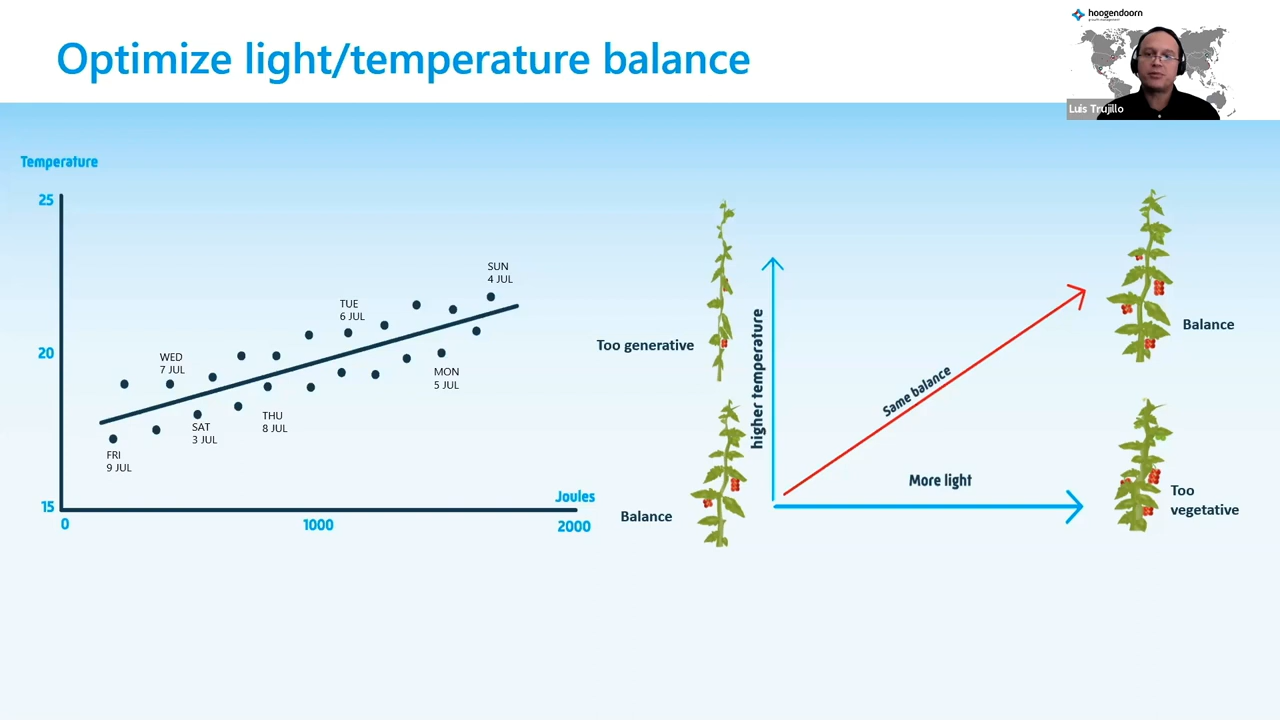 Optimize light/temperature balance
hoogendoorn
growth management
Luis Trujillo
Temperature
25
20
15
0
1000
2000
Joules
SUN
4 JUL
TUE
6 JUL
WED
7 JUL
MON
5 JUL
THU
8 JUL
SAT
3 JUL
FRI
9 JUL
Too generative
Balance
higher temperature
Same balance
More light
Balance
Too
vegetative